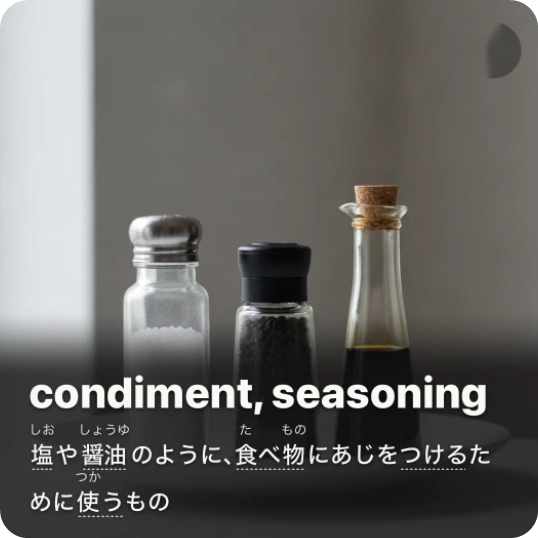 condiment, seasoning
しお しょうゆ た もの
塩や醤油のように、食べ物にあじをつけるた
つか
めに使うもの